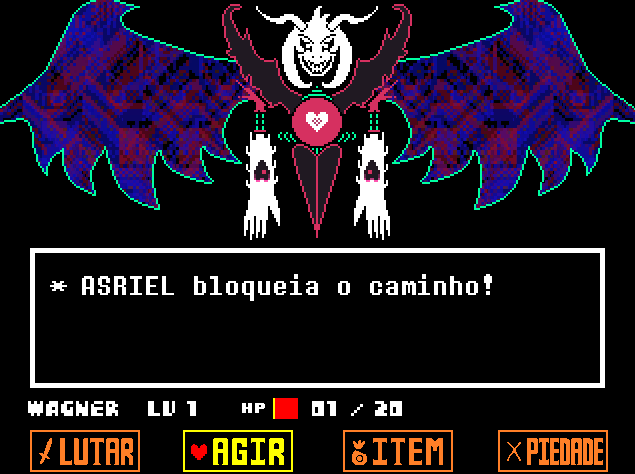 * ASRIEL bloqueia o caminho!
WAGNER LV 1 HP 01 / 20
LUTAR AGIR ITEM PIEDADE